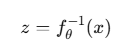 z = f_θ^{-1}(x)